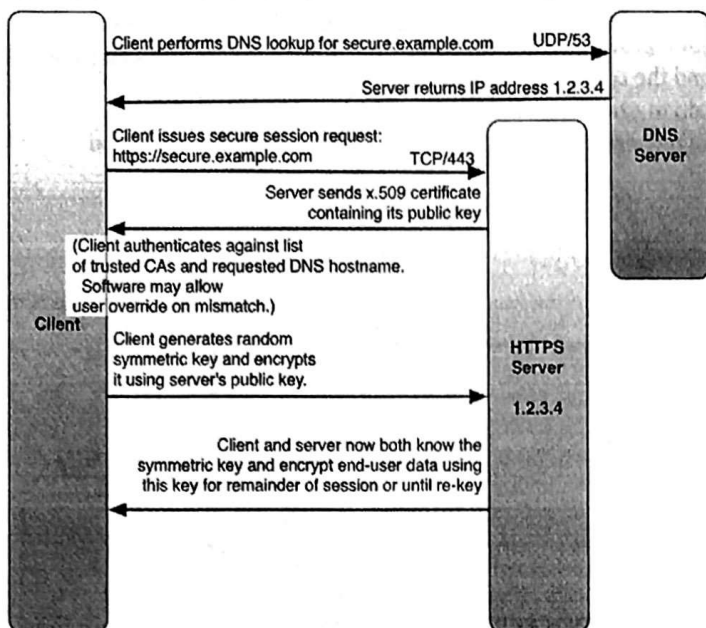 Client performs DNS lookup for secure.example.com UDP/53
Server returns IP address 1.2.3.4
DNS
Server
Client issues secure session request:
https://secure.example.com TCP/443
Server sends x.509 certificate
containing its public key
(Client authenticates against list
of trusted CAs and requested DNS hostname.
Software may allow
user override on mismatch.)
Client
Client generates random
symmetric key and encrypts
it using server's public key.
HTTPS
Server
1.2.3.4
Client and server now both know the
symmetric key and encrypt end-user data using
this key for remainder of session or until re-key